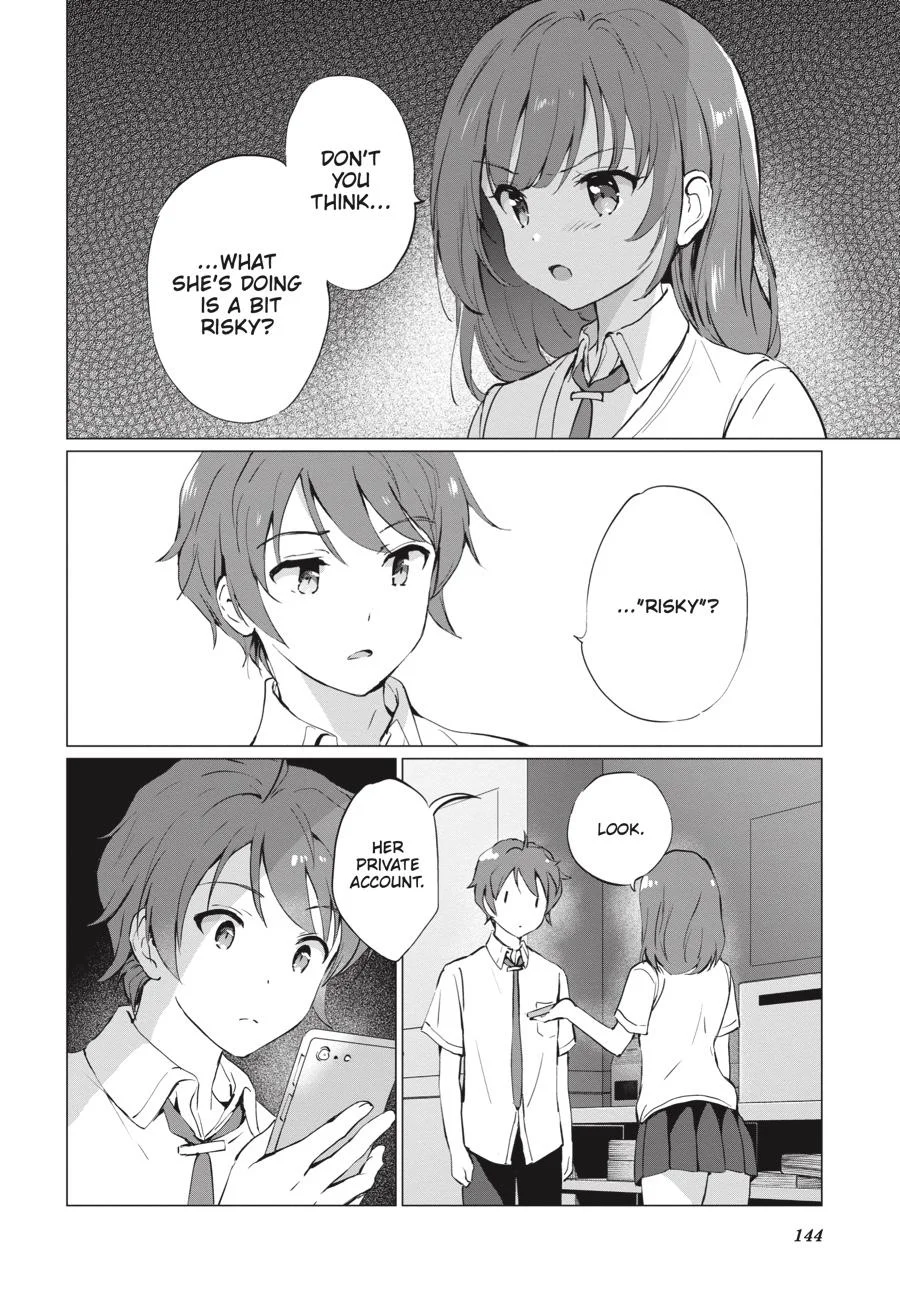 DON'T
YOU
THINK...
...WHAT
SHE'S DOING
IS A BIT
RISKY?
..."RISKY"?
LOOK.
HER
PRIVATE
ACCOUNT.
144